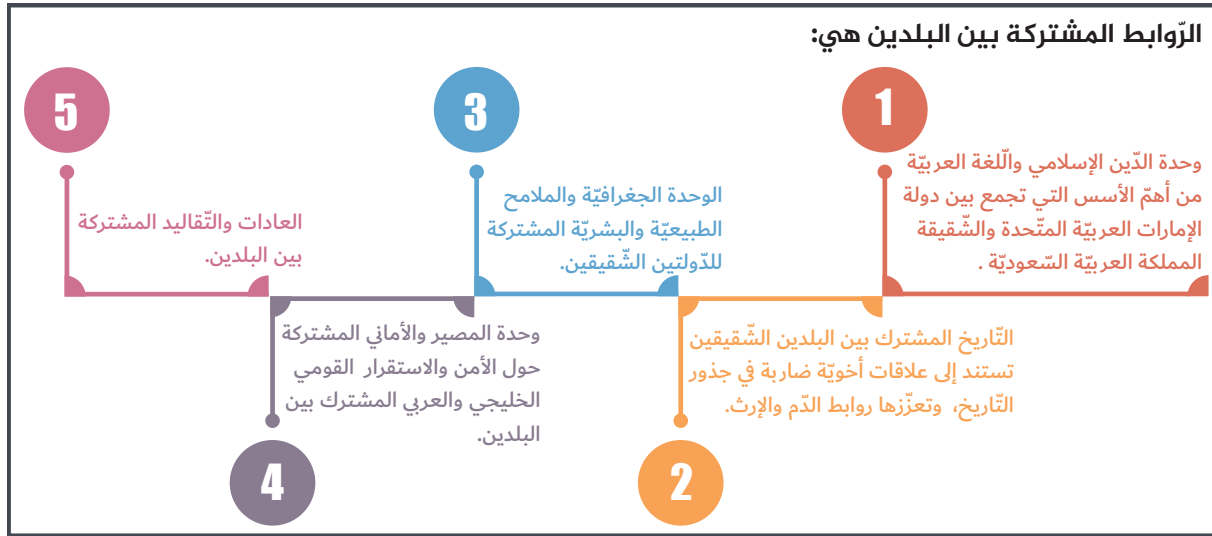 الرّوابط المشتركة بين البلدين هي:
1
وحدة الدّين الإسلامي والّلغة العربيّة
من أهمّ الأسس التي تجمع بين دولة
الإمارات العربيّة المتّحدة والشّقيقة
المملكة العربيّة السّعوديّة .
2
التّاريخ المشترك بين البلدين الشّقيقين
تستند إلى علاقات أخويّة ضاربة في جذور
التّاريخ، وتعزّزها روابط الدّم والإرث.
3
الوحدة الجغرافيّة والملامح
الطبيعيّة والبشريّة المشتركة
للدّولتين الشّقيقين.
4
وحدة المصير والأماني المشتركة
حول الأمن والاستقرار القومي
الخليجي والعربي المشترك بين
البلدين.
5
العادات والتّقاليد المشتركة
بين البلدين.